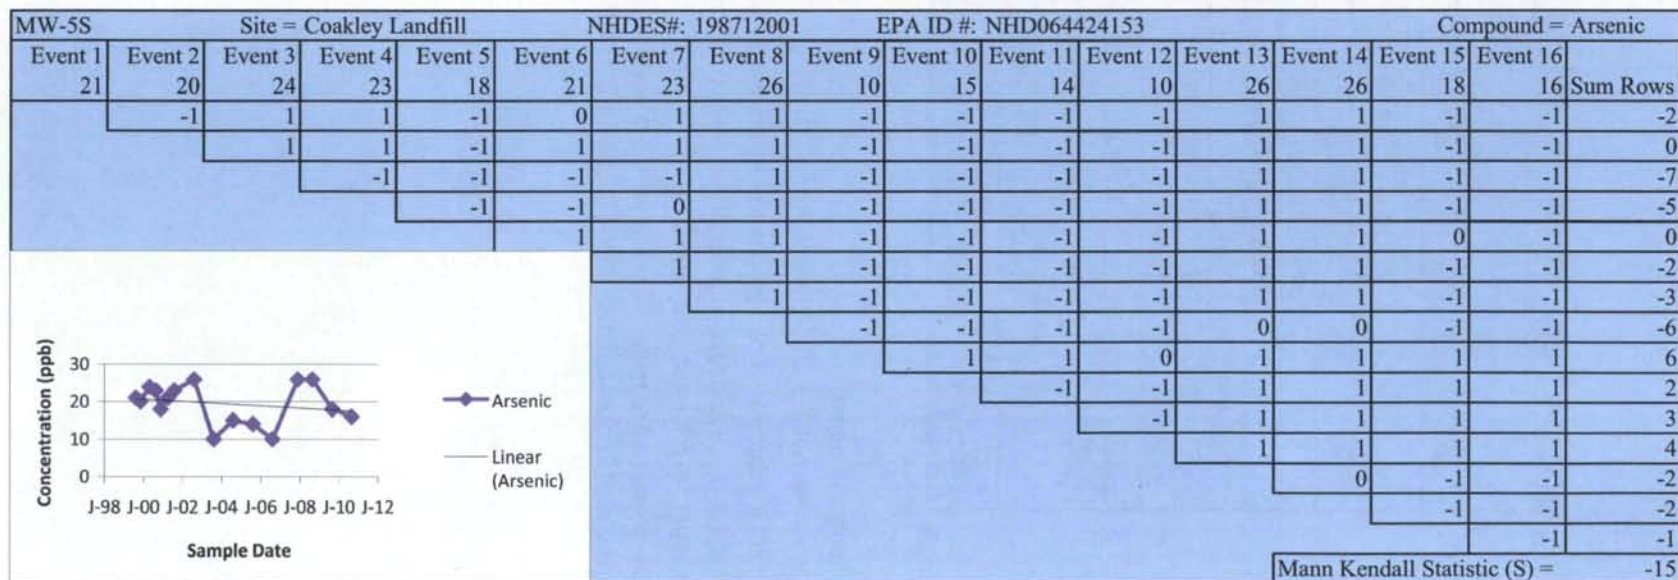 MW-5S Site = Coakley Landfill NHDES#: 198712001 EPA ID #: NHD064424153 Compound = Arsenic
Event 1 Event 2 Event 3 Event 4 Event 5 Event 6 Event 7 Event 8 Event 9 Event 10 Event 11 Event 12 Event 13 Event 14 Event 15 Event 16
21 20 24 23 18 21 23 26 10 15 14 10 26 26 18 16 Sum Rows
-1 1 1 -1 0 1 1 -1 -1 -1 -1 1 1 -1 -1 -2
1 1 -1 1 1 1 -1 -1 -1 -1 1 1 -1 -1 0
-1 -1 -1 -1 1 -1 -1 -1 -1 1 1 -1 -1 -7
-1 -1 0 1 -1 -1 -1 -1 1 1 -1 -1 -5
1 1 1 -1 -1 -1 -1 1 1 0 -1 0
1 1 -1 -1 -1 -1 1 1 -1 -1 -2
1 -1 -1 -1 -1 1 1 -1 -1 -3
-1 -1 -1 -1 0 0 -1 -1 -6
1 1 0 1 1 1 1 6
-1 -1 1 1 1 1 2
-1 1 1 1 1 3
1 1 1 1 4
0 -1 -1 -2
-1 -1 -2
-1 -1
Mann Kendall Statistic (S) = -15
Concentration (ppb)
30
20
10
0
J-98 J-00 J-02 J-04 J-06 J-08 J-10 J-12
Sample Date
Arsenic
Linear
(Arsenic)